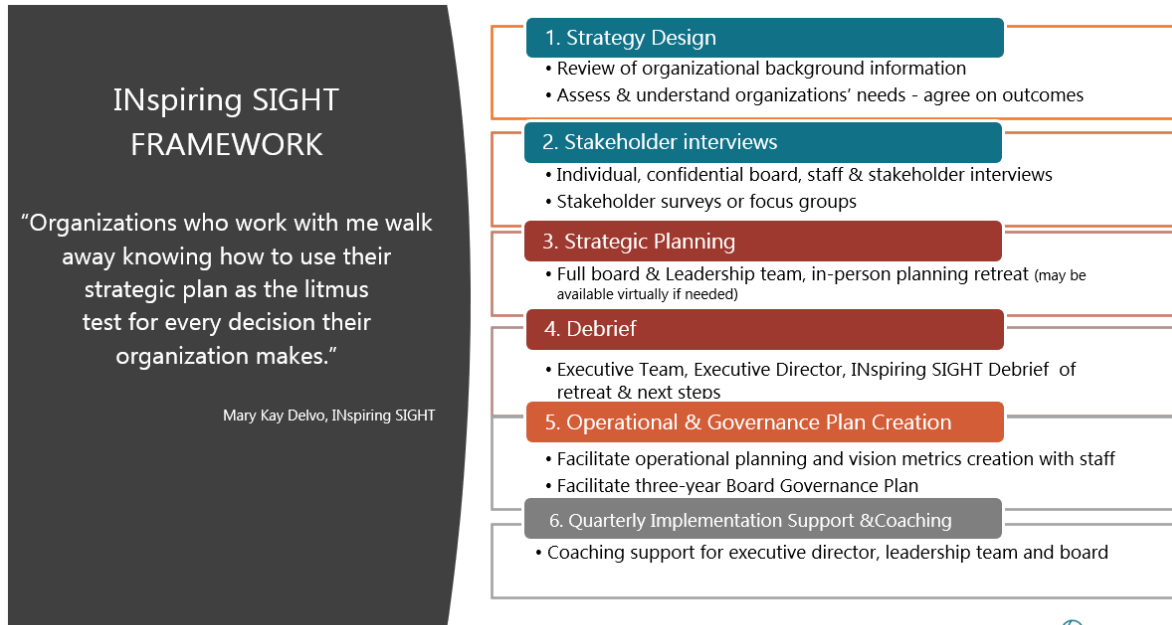 INspiring SIGHT
FRAMEWORK
“Organizations who work with me walk
away knowing how to use their
strategic plan as the litmus
test for every decision their
organization makes.”
Mary Kay Delvo, INspiring SIGHT
1. Strategy Design
• Review of organizational background information
• Assess & understand organizations’ needs - agree on outcomes
2. Stakeholder interviews
• Individual, confidential board, staff & stakeholder interviews
• Stakeholder surveys or focus groups
3. Strategic Planning
• Full board & Leadership team, in-person planning retreat (may be
available virtually if needed)
4. Debrief
• Executive Team, Executive Director, INspiring SIGHT Debrief of
retreat & next steps
5. Operational & Governance Plan Creation
• Facilitate operational planning and vision metrics creation with staff
• Facilitate three-year Board Governance Plan
6. Quarterly Implementation Support &Coaching
• Coaching support for executive director, leadership team and board